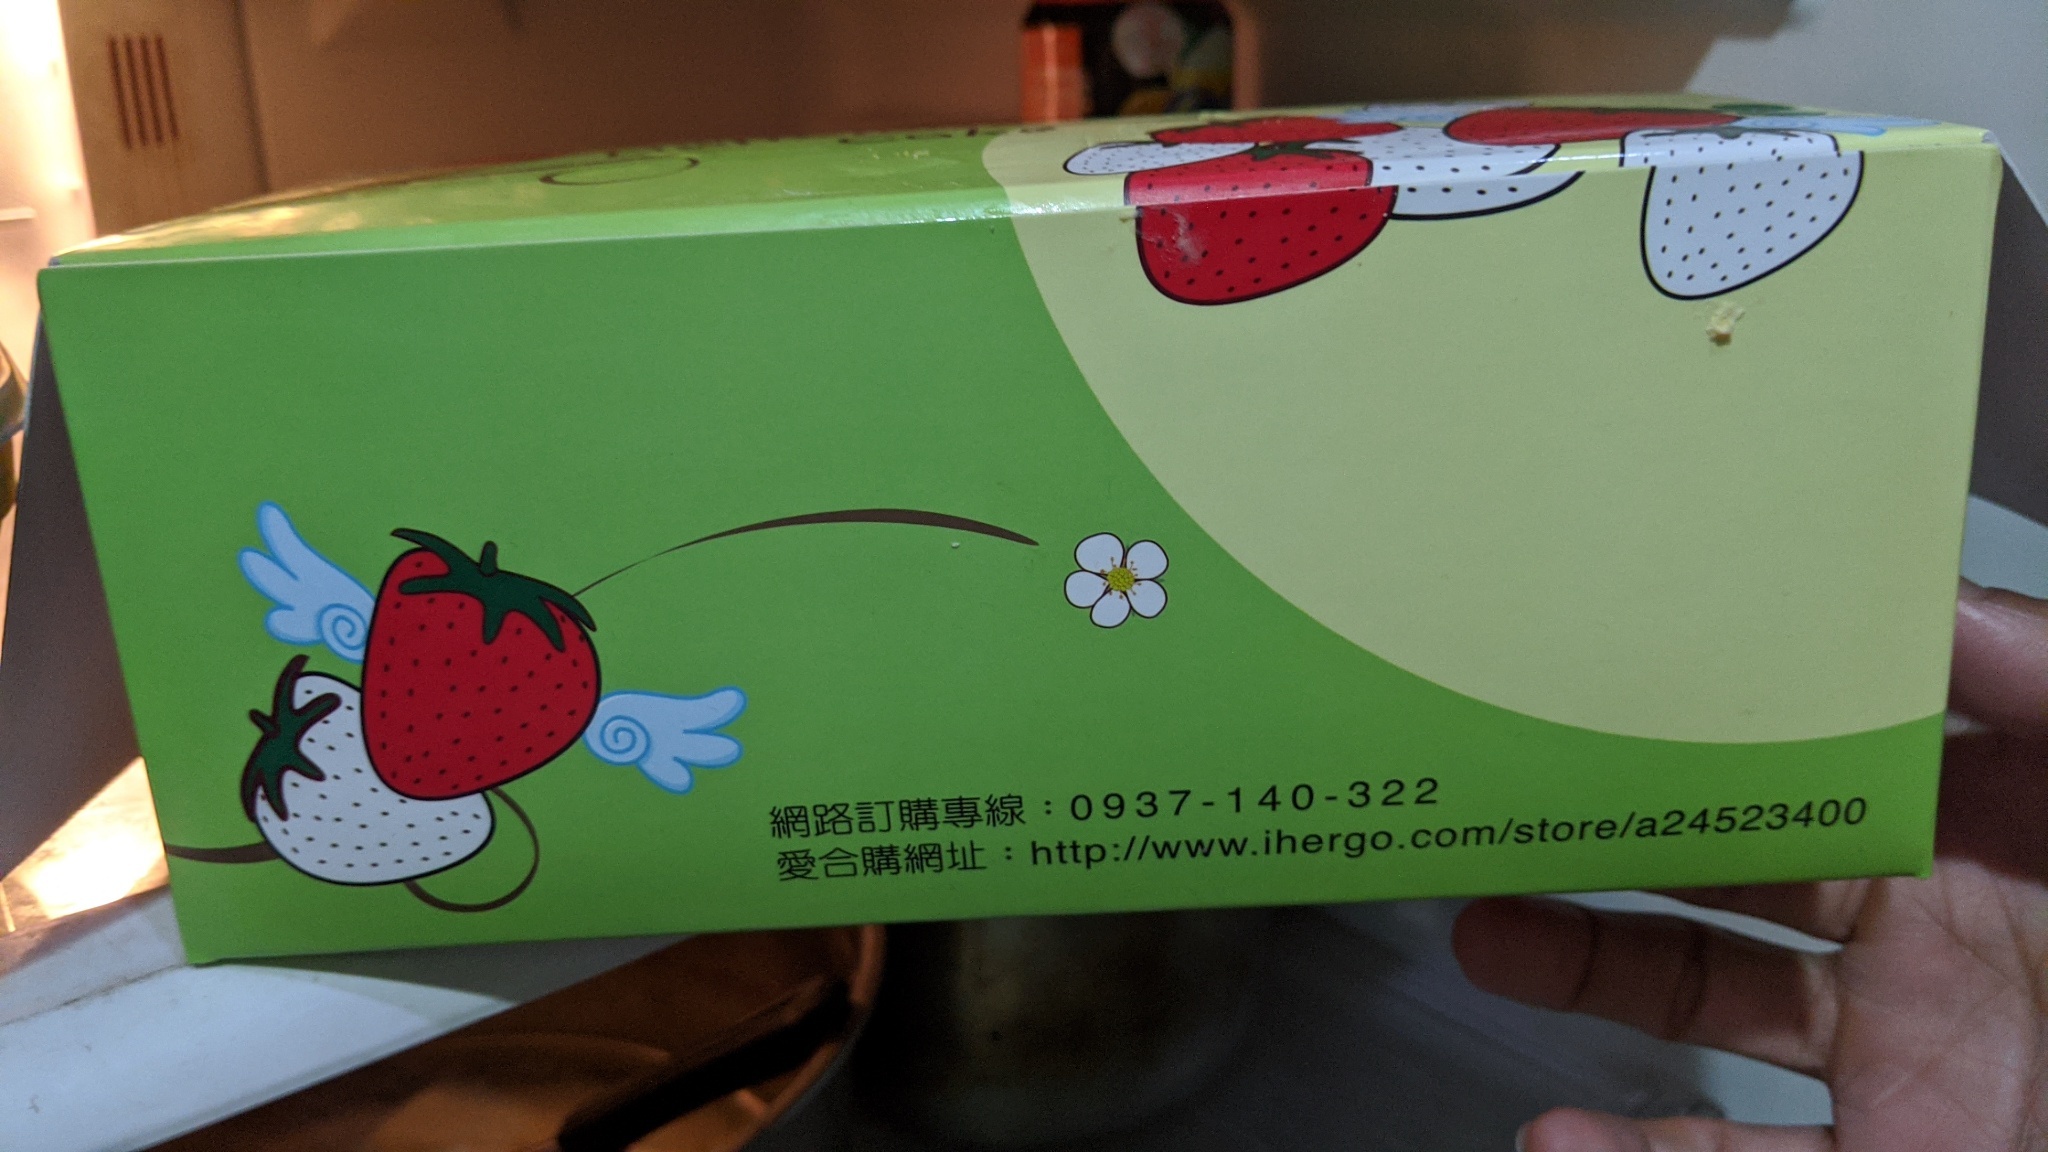 網路訂購專線：0937-140-322
愛合購網址：http://www.ihergo.com/store/a24523400